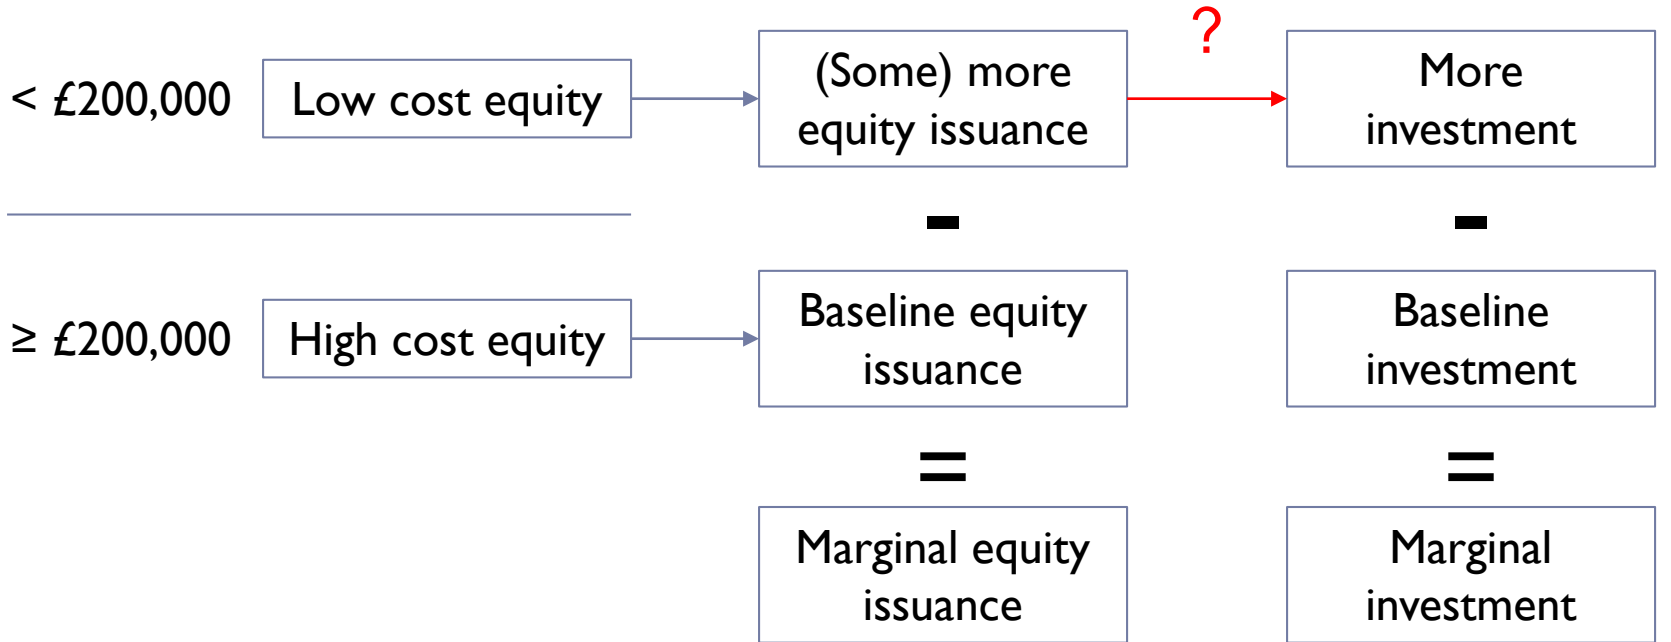 ?
< £200,000
Low cost equity
(Some) more
equity issuance
More
investment
-
-
≥ £200,000
High cost equity
Baseline equity
issuance
Baseline
investment
=
=
Marginal equity
issuance
Marginal
investment